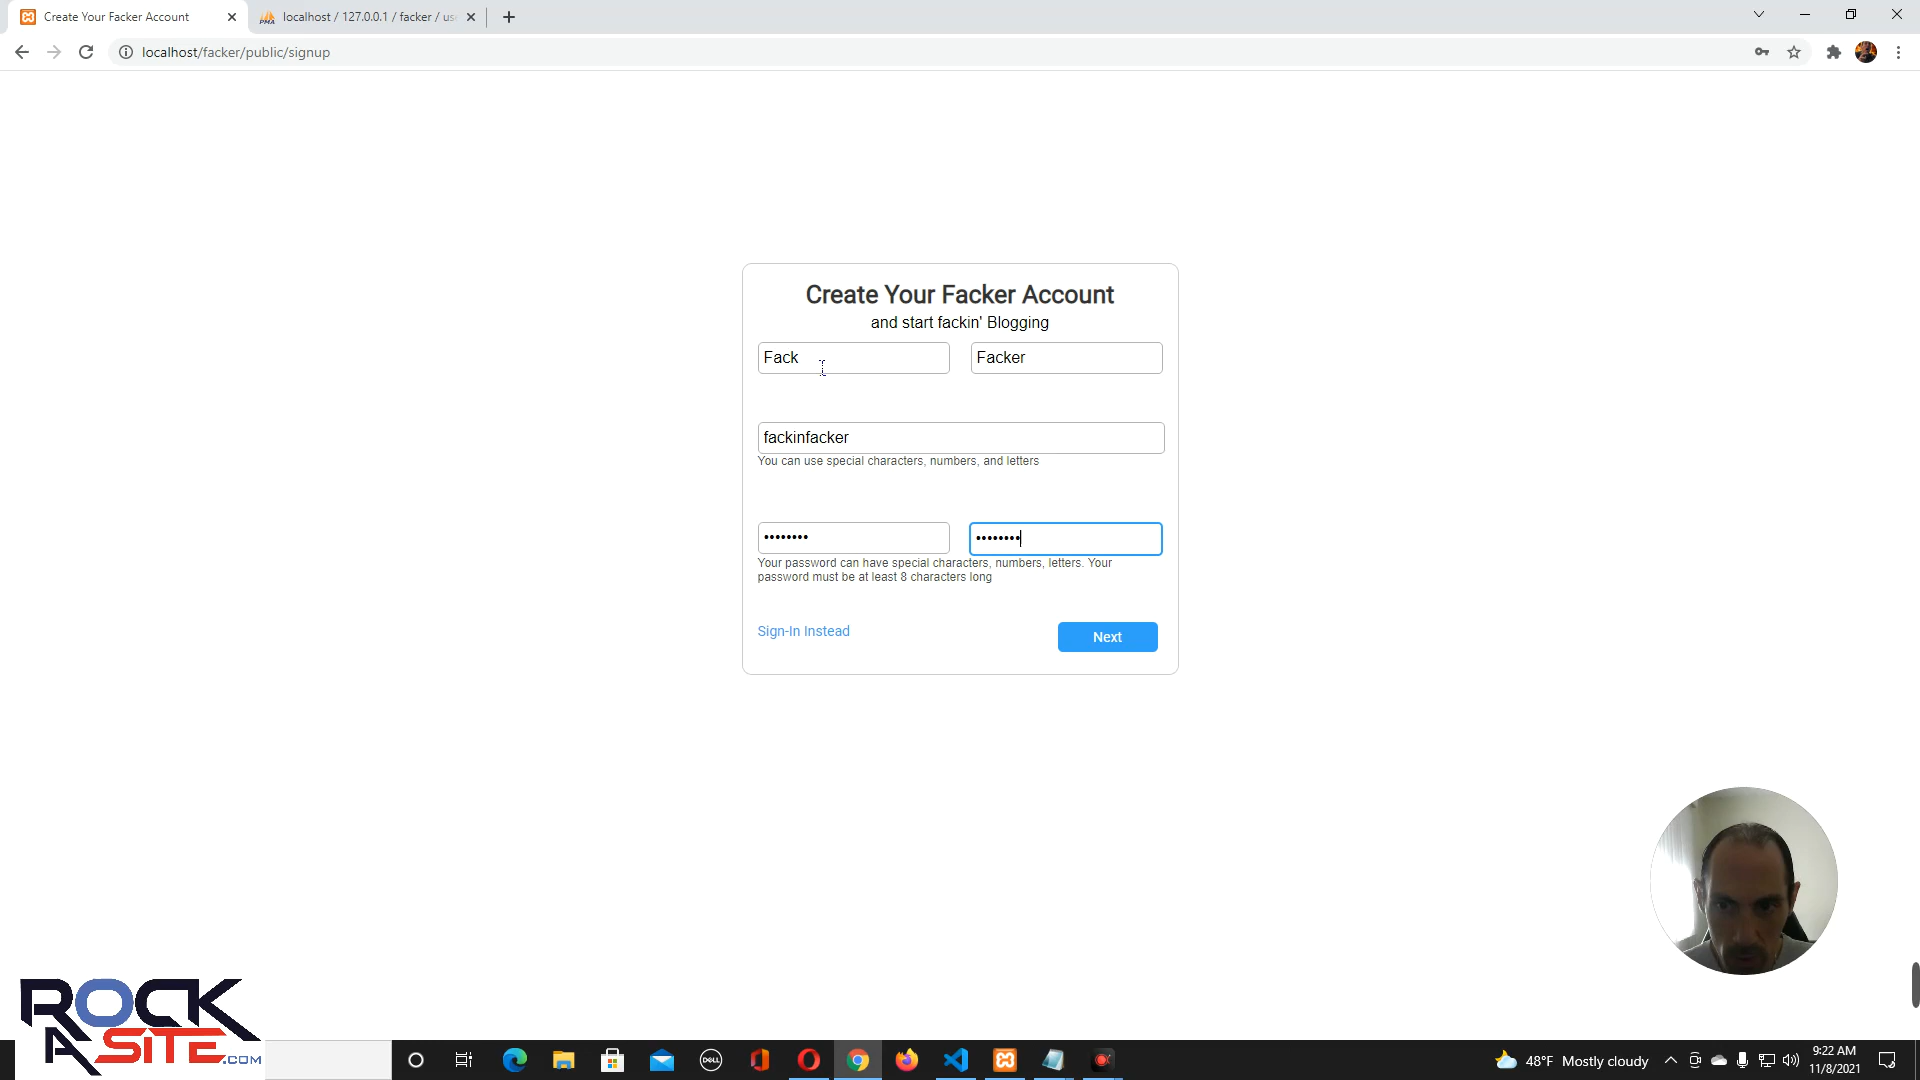 Create Your Facker Account
localhost / 127.0.0.1 / facker / us
localhost/facker/public/signup
Create Your Facker Account
and start fackin' Blogging
Fack
Facker
fackinfacker
You can use special characters, numbers, and letters
••••••••
••••••••
Your password can have special characters, numbers, letters. Your
password must be at least 8 characters long
Sign-In Instead
Next
ROCK
A SITE.COM
DELL
48°F Mostly cloudy
9:22 AM
11/8/2021